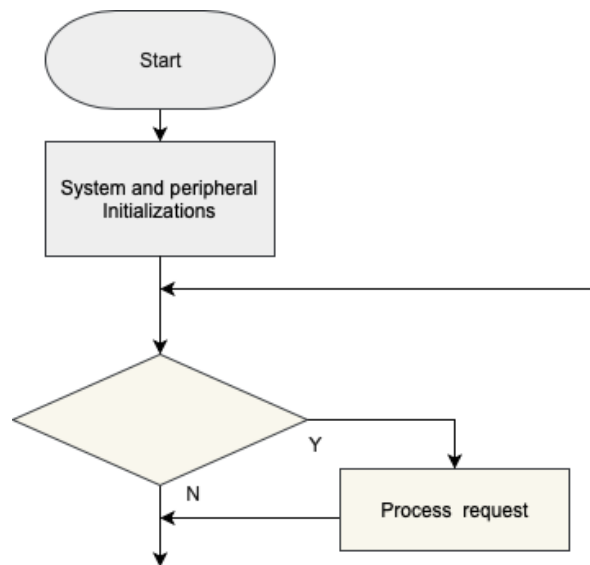 Start
System and peripheral
Initializations
Y
N
Process request